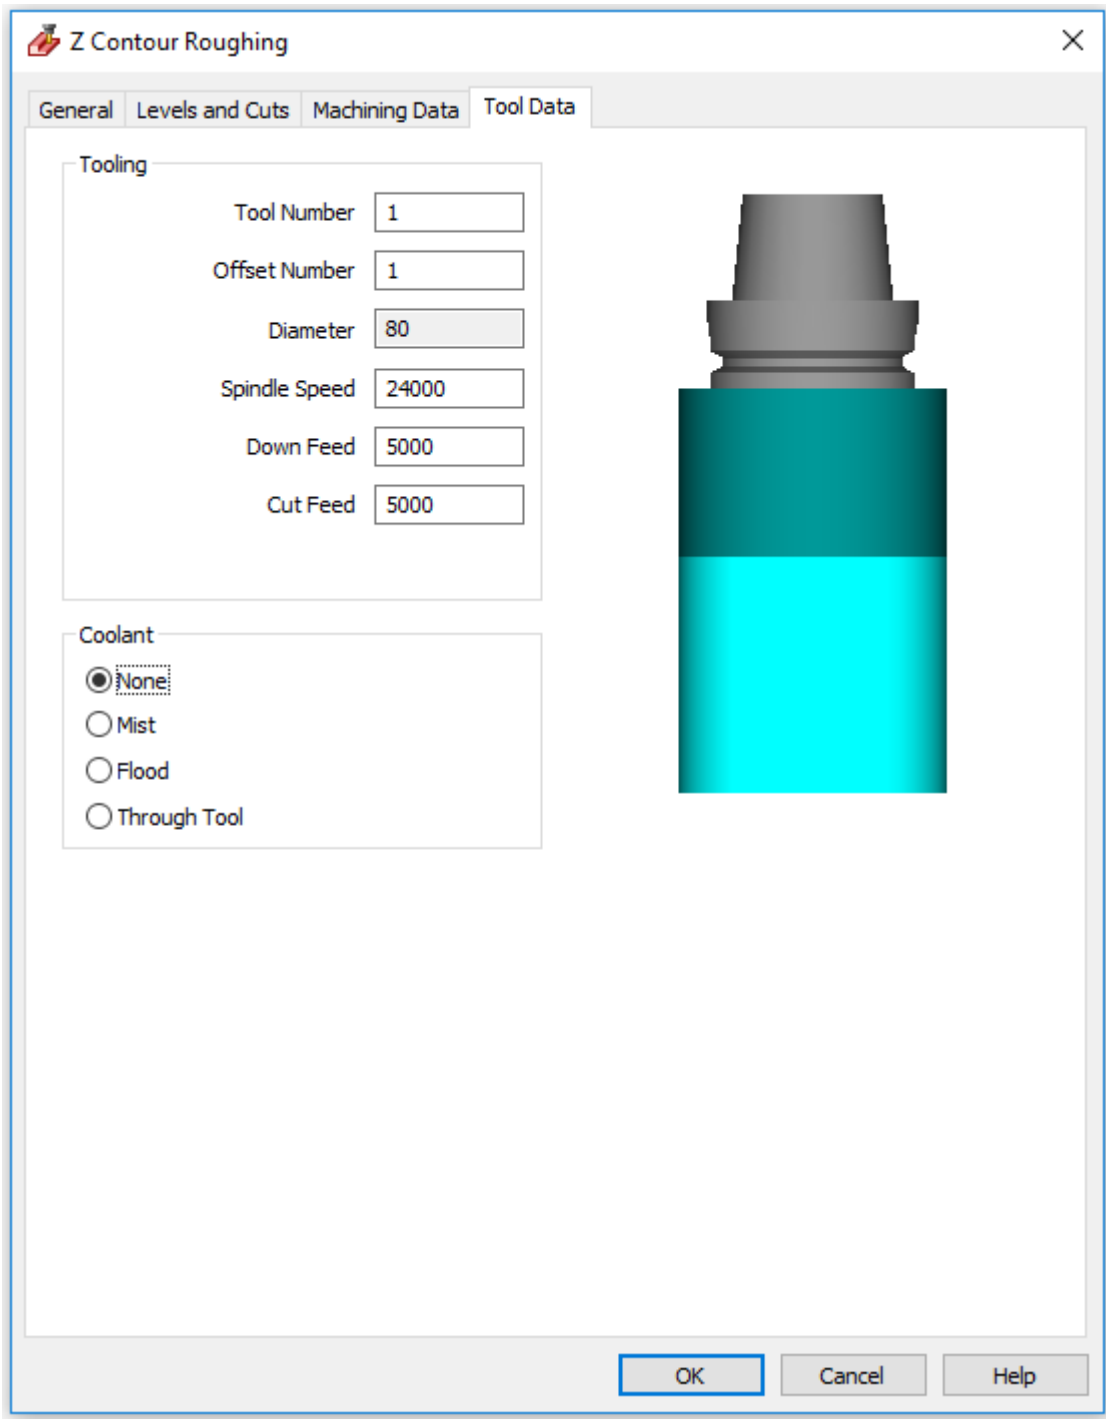 Z Contour Roughing
General Levels and Cuts Machining Data Tool Data
Tooling
Tool Number 1
Offset Number 1
Diameter 80
Spindle Speed 24000
Down Feed 5000
Cut Feed 5000
Coolant
None
Mist
Flood
Through Tool
OK Cancel Help